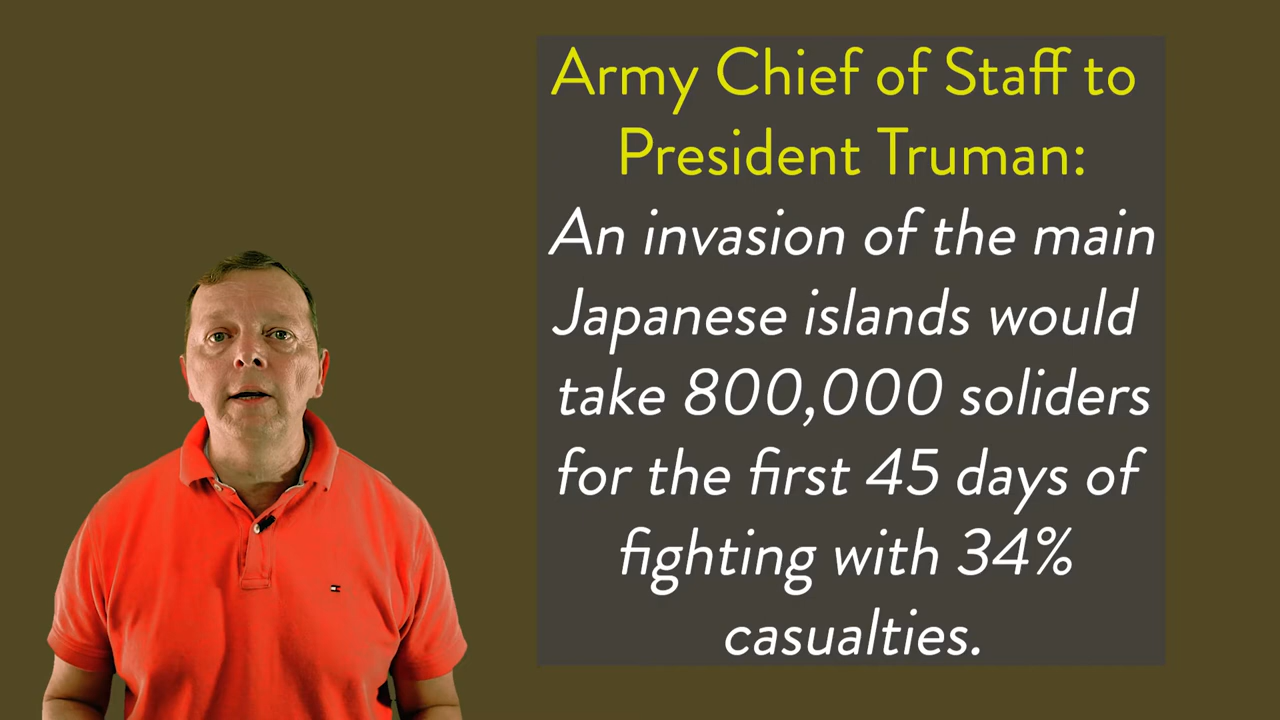 Army Chief of Staff to
President Truman:
An invasion of the main
Japanese islands would
take 800,000 soliders
for the first 45 days of
fighting with 34%
casualties.